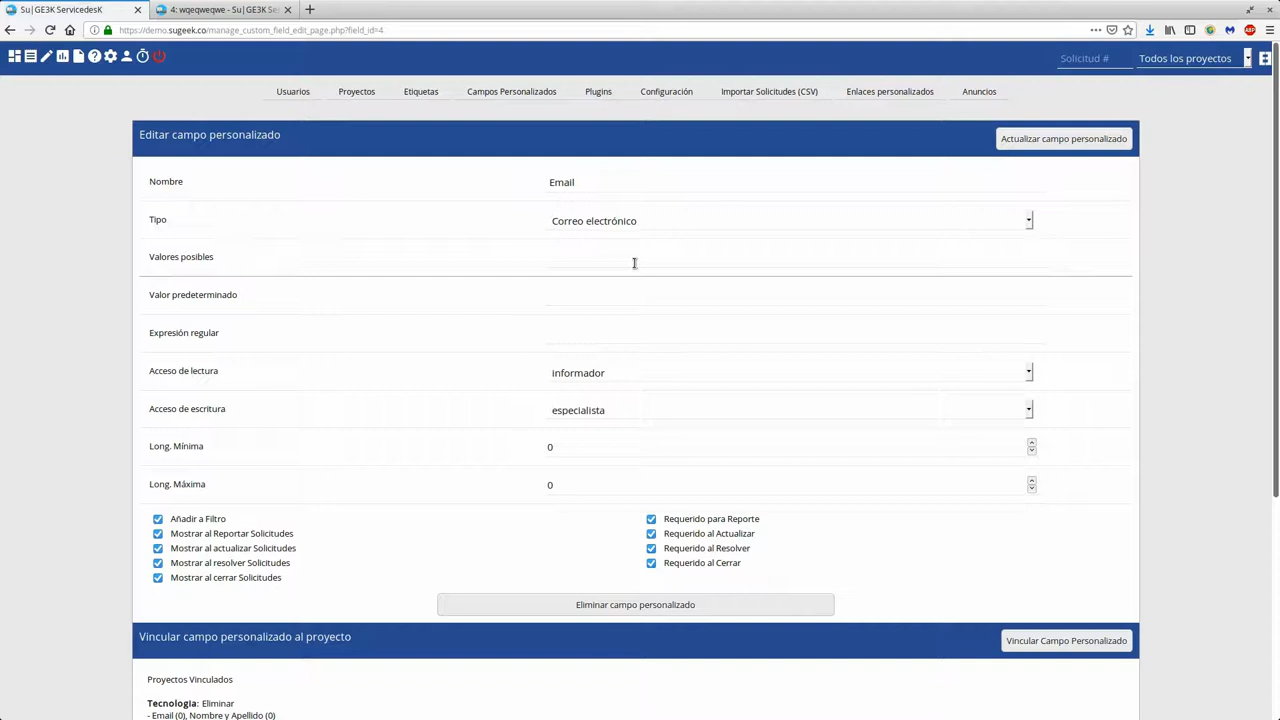 Su|GE3K ServicedesK
4: wqeqweqwe - Su|GE3K Se
https://demo.sugeek.co/manage_custom_field_edit_page.php?field_id=4
Solicitud #
Todos los proyectos
Usuarios
Proyectos
Etiquetas
Campos Personalizados
Plugins
Configuración
Importar Solicitudes (CSV)
Enlaces personalizados
Anuncios
Editar campo personalizado
Actualizar campo personalizado
Nombre
Email
Tipo
Correo electrónico
Valores posibles
Valor predeterminado
Expresión regular
Acceso de lectura
informador
Acceso de escritura
especialista
Long. Mínima
0
Long. Máxima
0
Añadir a Filtro
Requerido para Reporte
Mostrar al Reportar Solicitudes
Requerido al Actualizar
Mostrar al actualizar Solicitudes
Requerido al Resolver
Mostrar al resolver Solicitudes
Requerido al Cerrar
Mostrar al cerrar Solicitudes
Eliminar campo personalizado
Vincular campo personalizado al proyecto
Vincular Campo Personalizado
Proyectos Vinculados
Tecnologia: Eliminar
- Email (0), Nombre y Apellido (0)